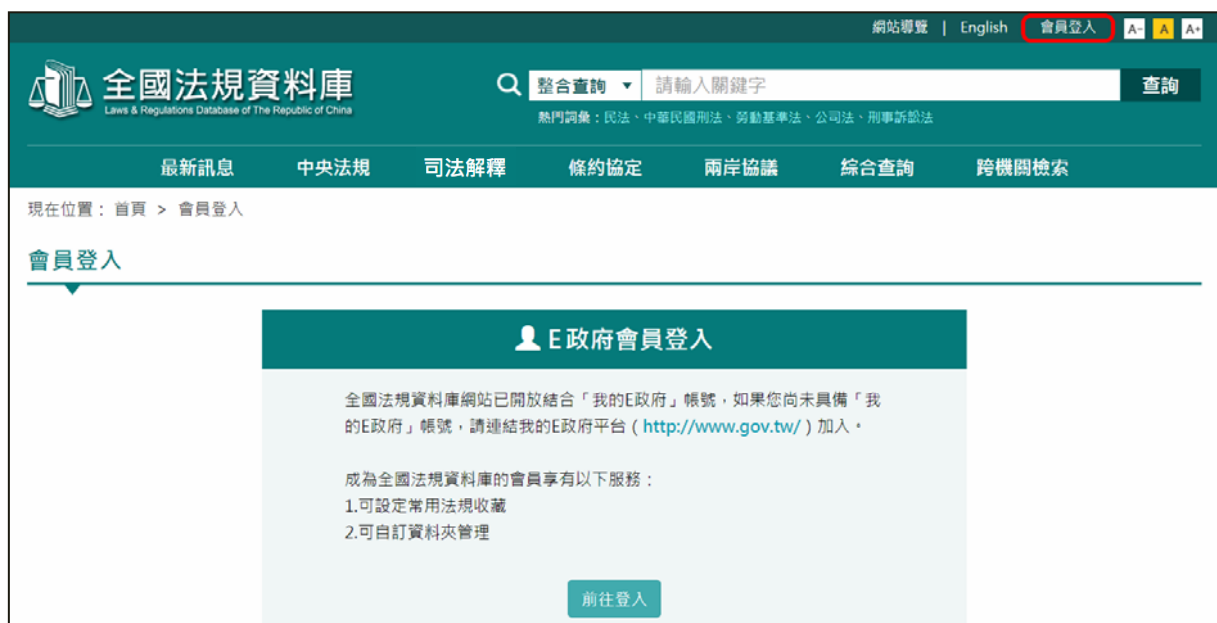 網站導覽 | English 會員登入 A- A A+
全國法規資料庫
Laws & Regulations Database of The Republic of China
整合查詢 ▼ 請輸入關鍵字 查詢
熱門詞彙：民法、中華民國刑法、勞動基準法、公司法、刑事訴訟法
最新訊息 中央法規 司法解釋 條約協定 兩岸協議 綜合查詢 跨機關檢索
現在位置：首頁 > 會員登入
會員登入
E政府會員登入
全國法規資料庫網站已開放結合「我的E政府」帳號，如果您尚未具備「我
的E政府」帳號，請連結我的E政府平台（http://www.gov.tw/）加入。
成為全國法規資料庫的會員享有以下服務：
1.可設定常用法規收藏
2.可自訂資料夾管理
前往登入